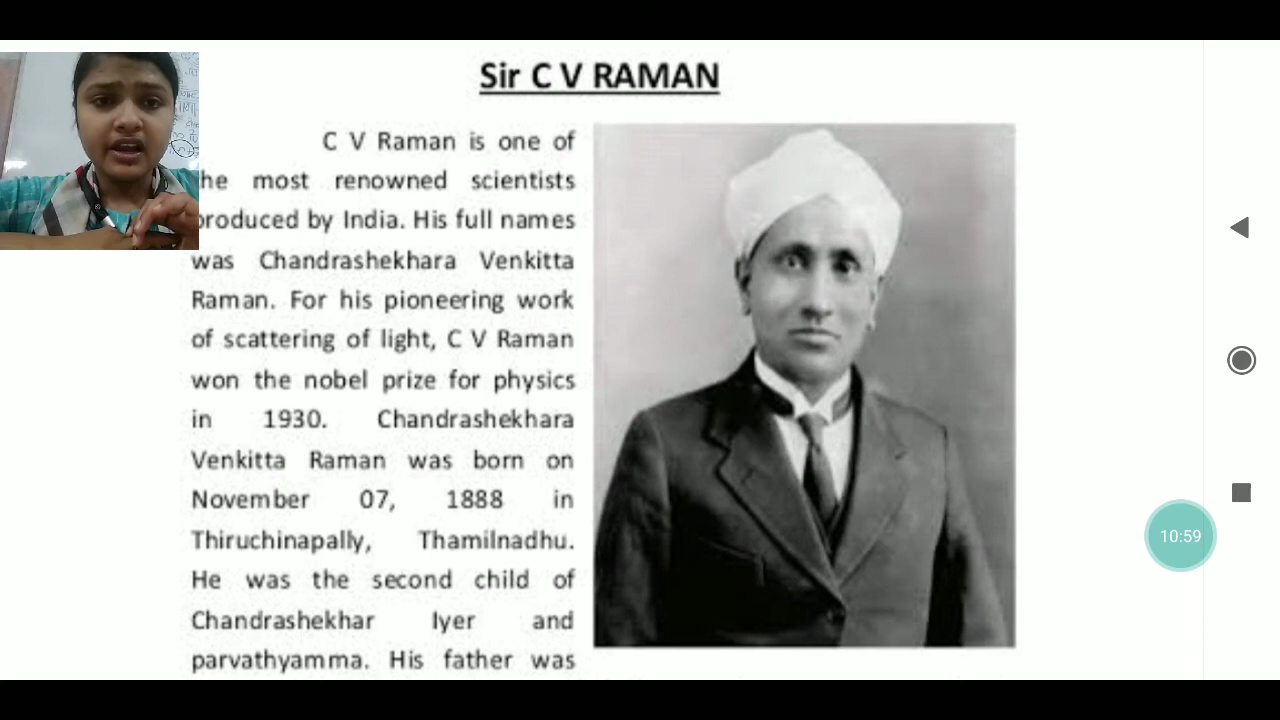 Sir C V RAMAN
C V Raman is one of
he most renowned scientists
produced by India. His full names
was Chandrashekhara Venkitta
Raman. For his pioneering work
of scattering of light, C V Raman
won the nobel prize for physics
in 1930. Chandrashekhara
Venkitta Raman was born on
November 07, 1888 in
Thiruchinapally, Thamilnadhu.
He was the second child of
Chandrashekhar Iyer and
parvathyamma. His father was
10:59